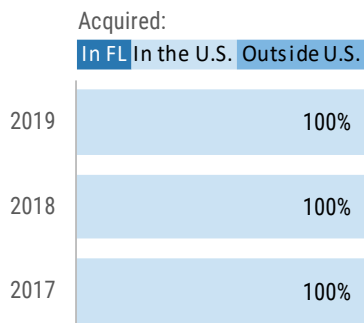 Acquired:
In FL In the U.S. Outside U.S.
2019 100%
2018 100%
2017 100%